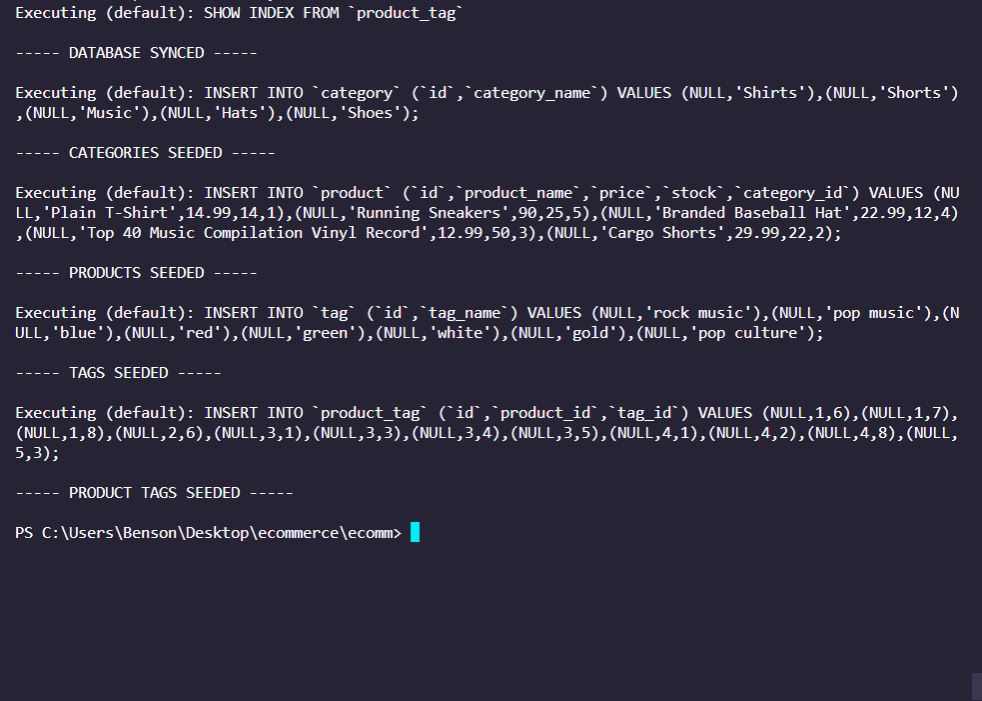 Executing (default): SHOW INDEX FROM `product_tag`
----- DATABASE SYNCED -----
Executing (default): INSERT INTO `category` (`id`,`category_name`) VALUES (NULL,'Shirts'),(NULL,'Shorts')
,(NULL,'Music'),(NULL,'Hats'),(NULL,'Shoes');
----- CATEGORIES SEEDED -----
Executing (default): INSERT INTO `product` (`id`,`product_name`,`price`,`stock`,`category_id`) VALUES (NU
LL,'Plain T-Shirt',14.99,14,1),(NULL,'Running Sneakers',90,25,5),(NULL,'Branded Baseball Hat',22.99,12,4)
,(NULL,'Top 40 Music Compilation Vinyl Record',12.99,50,3),(NULL,'Cargo Shorts',29.99,22,2);
----- PRODUCTS SEEDED -----
Executing (default): INSERT INTO `tag` (`id`,`tag_name`) VALUES (NULL,'rock music'),(NULL,'pop music'),(N
ULL,'blue'),(NULL,'red'),(NULL,'green'),(NULL,'white'),(NULL,'gold'),(NULL,'pop culture');
----- TAGS SEEDED -----
Executing (default): INSERT INTO `product_tag` (`id`,`product_id`,`tag_id`) VALUES (NULL,1,6),(NULL,1,7),
(NULL,1,8),(NULL,2,6),(NULL,3,1),(NULL,3,3),(NULL,3,4),(NULL,3,5),(NULL,4,1),(NULL,4,2),(NULL,4,8),(NULL,
5,3);
----- PRODUCT TAGS SEEDED -----
PS C:\Users\Benson\Desktop\ecommerce\ecomm>